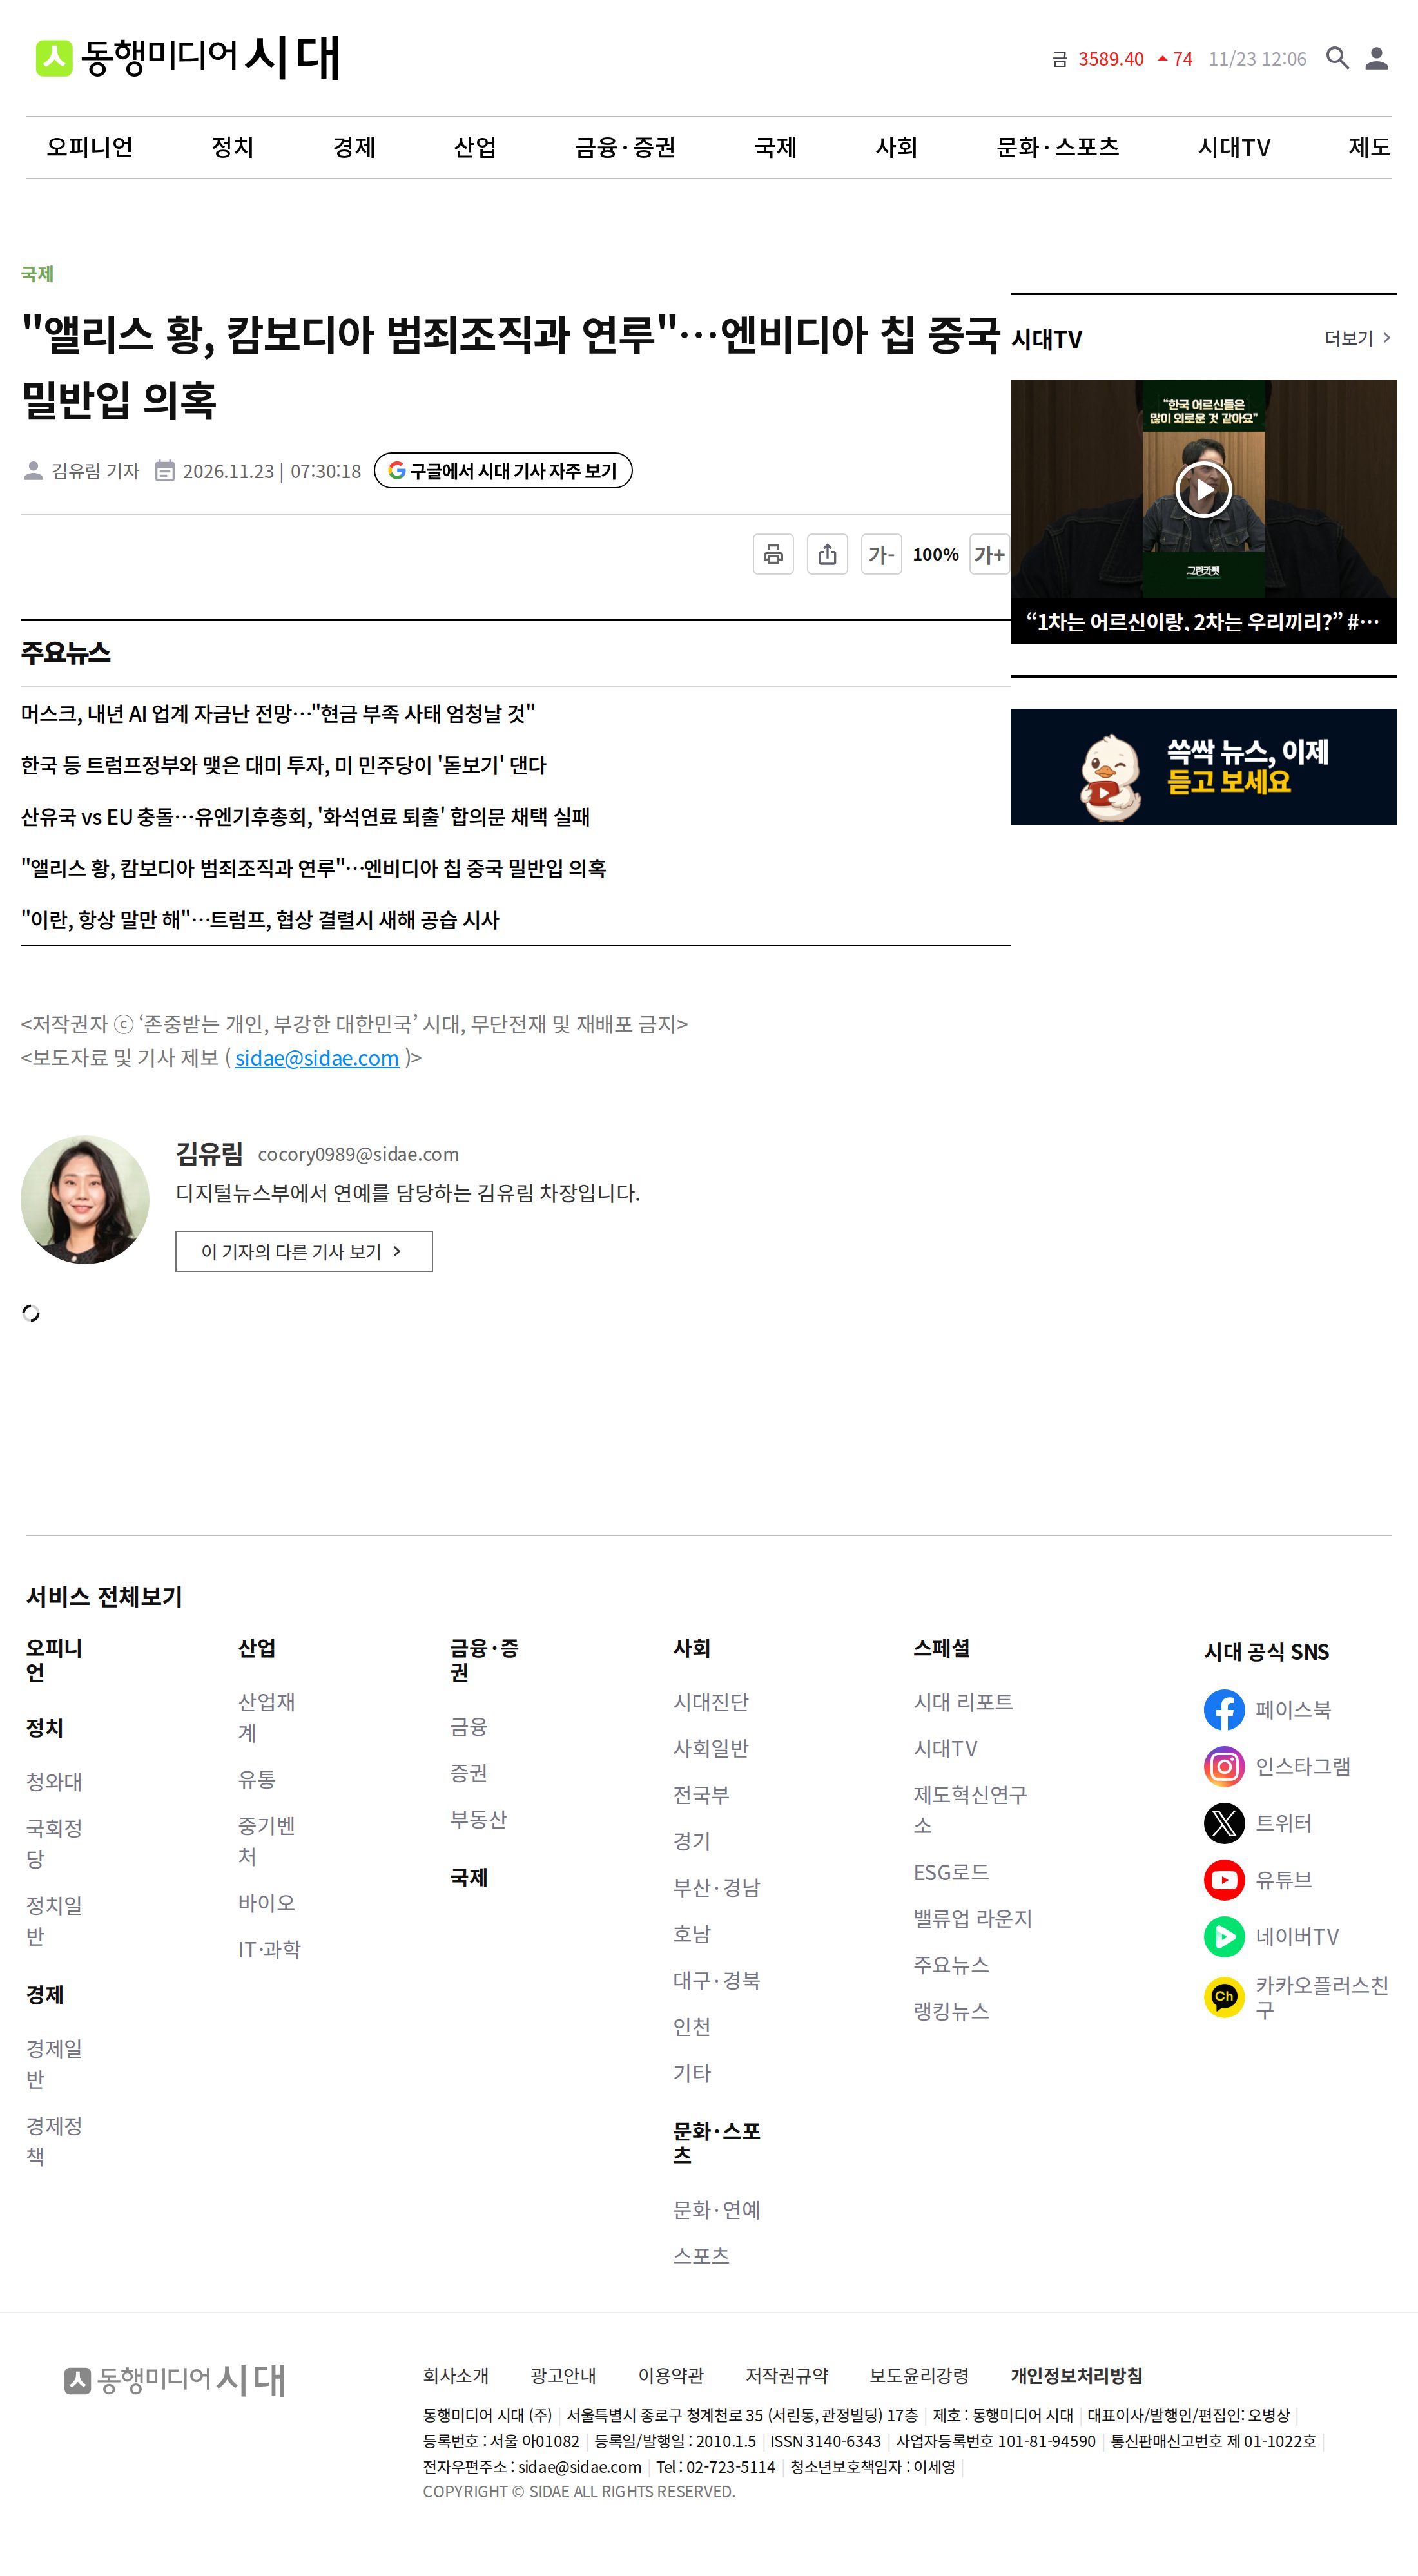 동행미디어 시대
금 3589.40 74 11/23 12:06
오피니언 정치 경제 산업 금융·증권 국제 사회 문화·스포츠 시대TV 제도
국제
"앨리스 황, 캄보디아 범죄조직과 연루"…엔비디아 칩 중국
밀반입 의혹
김유림 기자 2026.11.23 | 07:30:18 구글에서 시대 기사 자주 보기
가- 100% 가+
주요뉴스
머스크, 내년 AI 업계 자금난 전망…"현금 부족 사태 엄청날 것"
한국 등 트럼프정부와 맺은 대미 투자, 미 민주당이 '돋보기' 댄다
산유국 vs EU 충돌…유엔기후총회, '화석연료 퇴출' 합의문 채택 실패
"앨리스 황, 캄보디아 범죄조직과 연루"…엔비디아 칩 중국 밀반입 의혹
"이란, 항상 말만 해"…트럼프, 협상 결렬시 새해 공습 시사
시대TV 더보기
“한국 어르신들은
많이 외로운 것 같아요”
그린카펫
“1차는 어르신이랑, 2차는 우리끼리?” #…
쓱싹 뉴스, 이제
듣고 보세요
<저작권자 ⓒ ‘존중받는 개인, 부강한 대한민국’ 시대, 무단전재 및 재배포 금지>
<보도자료 및 기사 제보 ( sidae@sidae.com )>
김유림 cocory0989@sidae.com
디지털뉴스부에서 연예를 담당하는 김유림 차장입니다.
이 기자의 다른 기사 보기
서비스 전체보기
오피니
언
정치
청와대
국회정
당
정치일
반
경제
경제일
반
경제정
책
산업
산업재
계
유통
중기벤
처
바이오
IT·과학
금융·증
권
금융
증권
부동산
국제
사회
시대진단
사회일반
전국부
경기
부산·경남
호남
대구·경북
인천
기타
문화·스포
츠
문화·연예
스포츠
스페셜
시대 리포트
시대TV
제도혁신연구
소
ESG로드
밸류업 라운지
주요뉴스
랭킹뉴스
시대 공식 SNS
페이스북
인스타그램
트위터
유튜브
네이버TV
Ch
카카오플러스친
구
동행미디어 시대
회사소개 광고안내 이용약관 저작권규약 보도윤리강령 개인정보처리방침
동행미디어 시대 (주) | 서울특별시 종로구 청계천로 35 (서린동, 관정빌딩) 17층 | 제호 : 동행미디어 시대 | 대표이사/발행인/편집인: 오병상 |
등록번호 : 서울 아01082 | 등록일/발행일 : 2010.1.5 | ISSN 3140-6343 | 사업자등록번호 101-81-94590 | 통신판매신고번호 제 01-1022호 |
전자우편주소 : sidae@sidae.com | Tel : 02-723-5114 | 청소년보호책임자 : 이세영 |
COPYRIGHT © SIDAE ALL RIGHTS RESERVED.